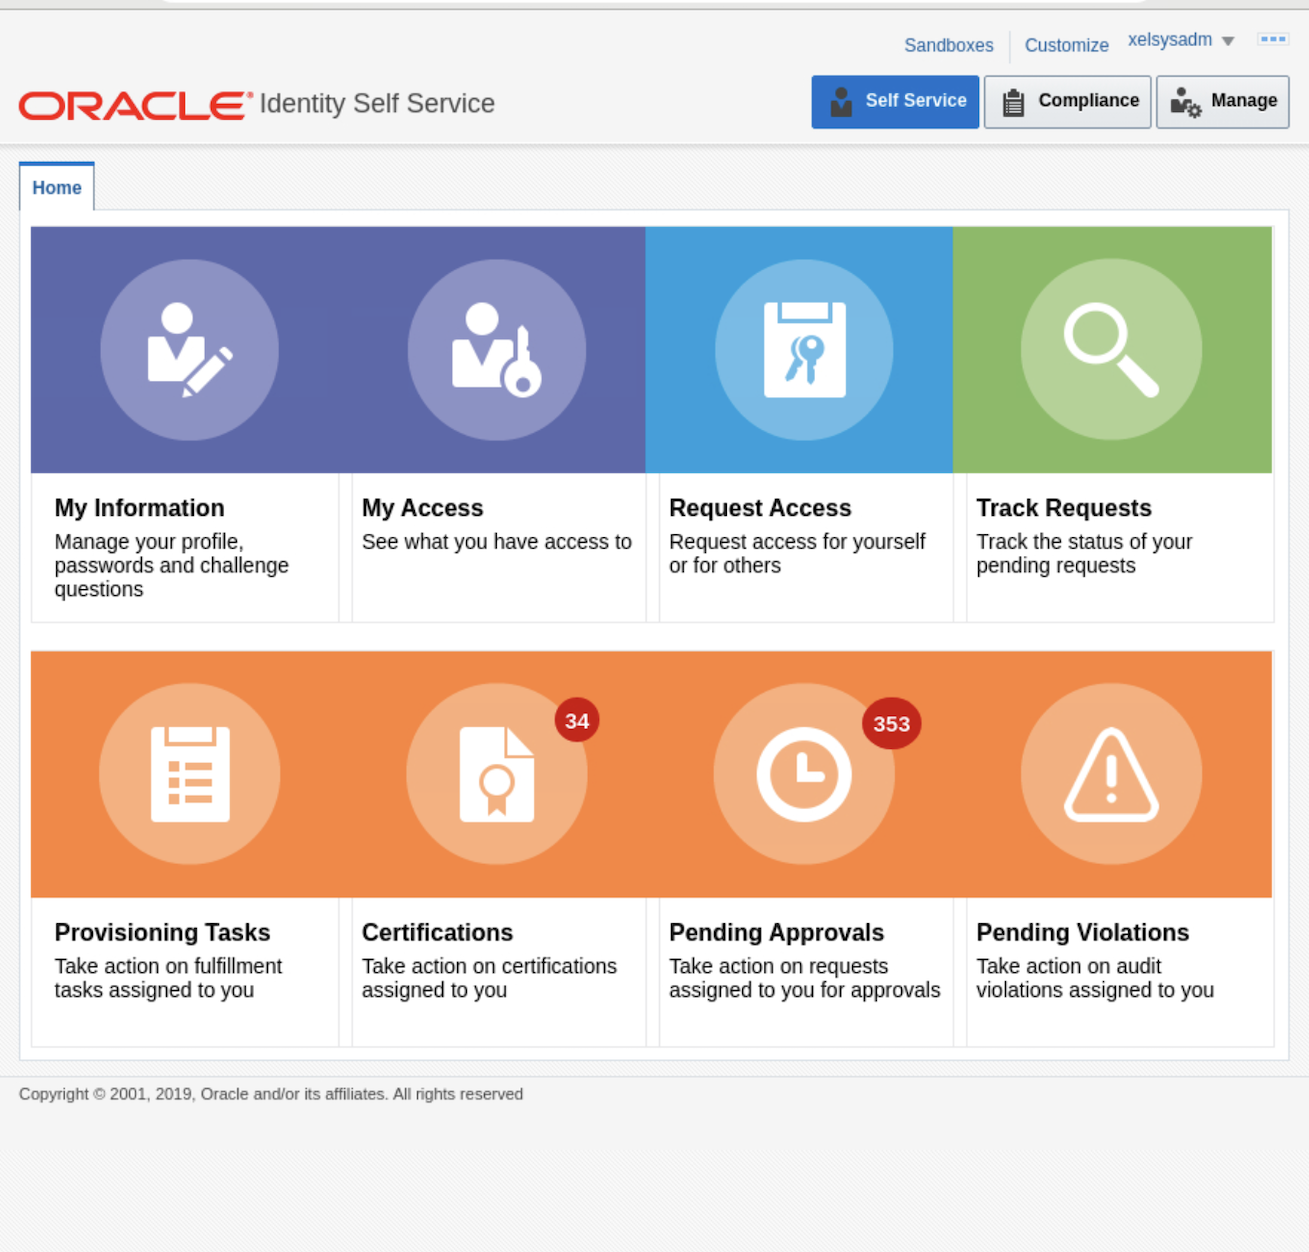 Sandboxes Customize xelsysadm
ORACLE® Identity Self Service
Self Service Compliance Manage
Home
My Information
Manage your profile,
passwords and challenge
questions
My Access
See what you have access to
Request Access
Request access for yourself
or for others
Track Requests
Track the status of your
pending requests
34
353
Provisioning Tasks
Take action on fulfillment
tasks assigned to you
Certifications
Take action on certifications
assigned to you
Pending Approvals
Take action on requests
assigned to you for approvals
Pending Violations
Take action on audit
violations assigned to you
Copyright © 2001, 2019, Oracle and/or its affiliates. All rights reserved